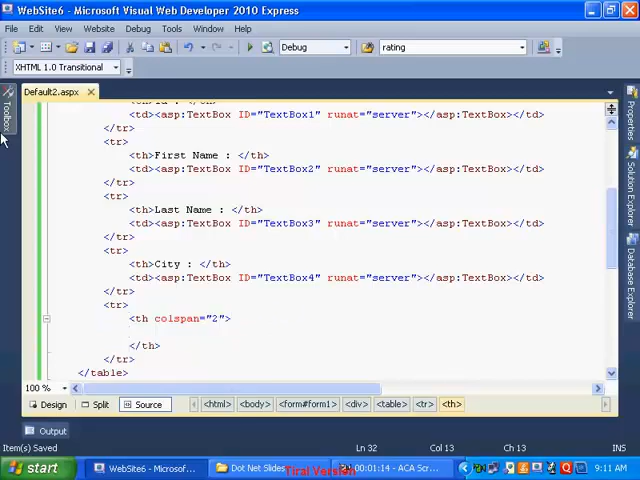 WebSite6 - Microsoft Visual Web Developer 2010 Express
File Edit View Website Debug Tools Window Help
Debug rating
XHTML 1.0 Transitional
Default2.aspx
Toolbox
<td><asp:TextBox ID="TextBox1" runat="server"></asp:TextBox></td>
</tr>
<tr>
<th>First Name : </th>
<td><asp:TextBox ID="TextBox2" runat="server"></asp:TextBox></td>
</tr>
<tr>
<th>Last Name : </th>
<td><asp:TextBox ID="TextBox3" runat="server"></asp:TextBox></td>
</tr>
<tr>
<th>City : </th>
<td><asp:TextBox ID="TextBox4" runat="server"></asp:TextBox></td>
</tr>
<tr>
<th colspan="2">
</th>
</tr>
</table>
Properties
Solution Explorer
Database Explorer
100 %
Design Split Source <html> <body> <form#form1> <div> <table> <tr> <th>
Output
Item(s) Saved Ln 32 Col 13 Ch 13 INS
start WebSite6 - Microsof... Dot Net Slides 00:01:14 - ACA Scr... 9:11 AM
Tiral Version